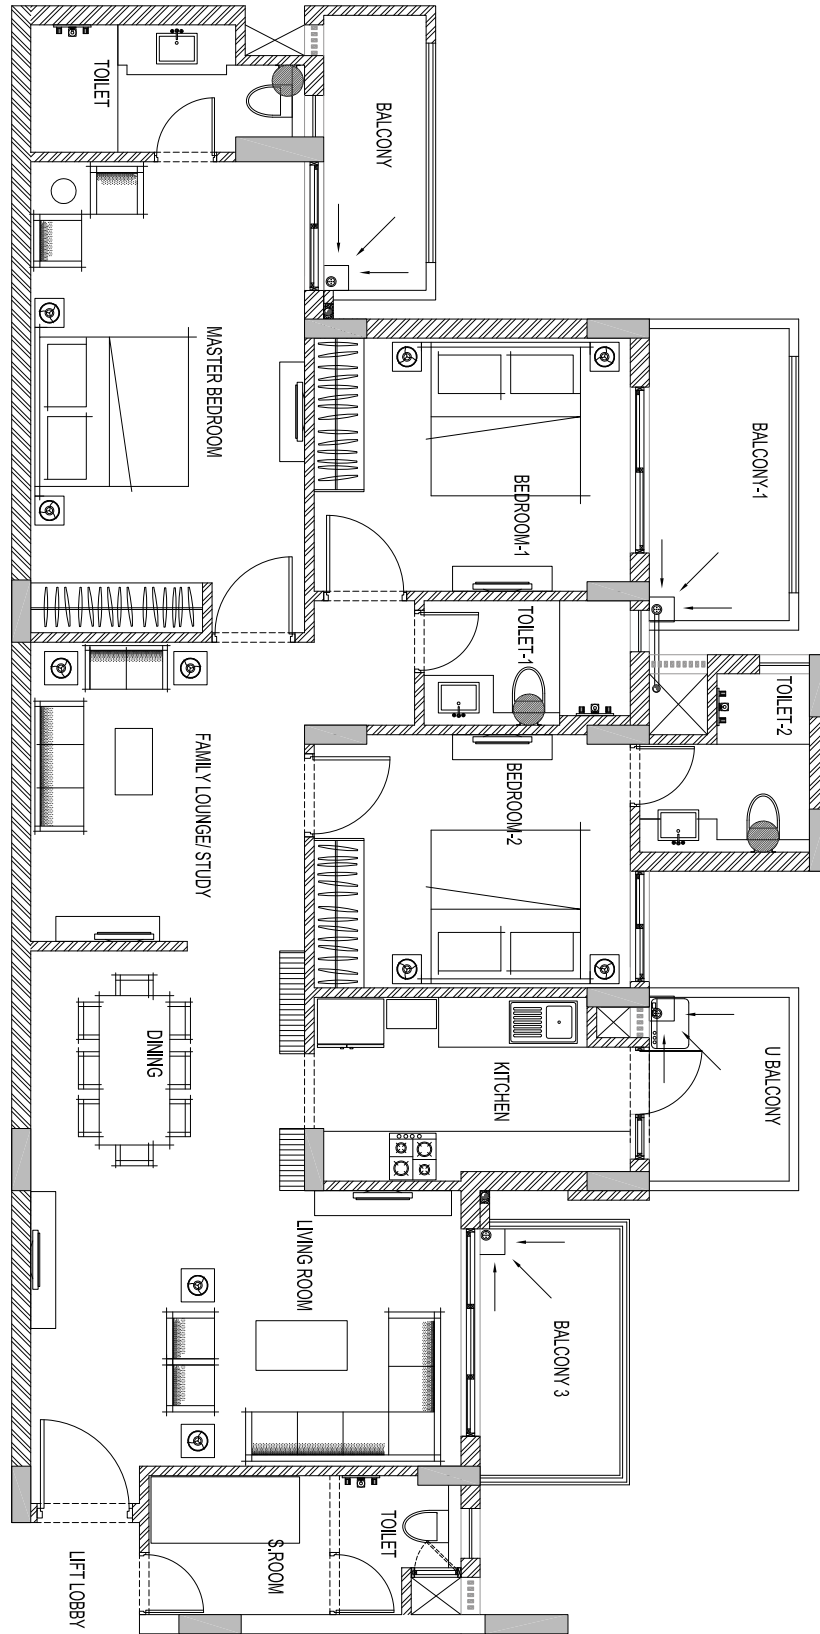 TOILET
BALCONY
MASTER BEDROOM
BEDROOM-1
BALCONY-1
TOILET-1
TOILET-2
FAMILY LOUNGE/ STUDY
BEDROOM-2
DINING
KITCHEN
U BALCONY
LIVING ROOM
BALCONY 3
TOILET
S.ROOM
LIFT LOBBY